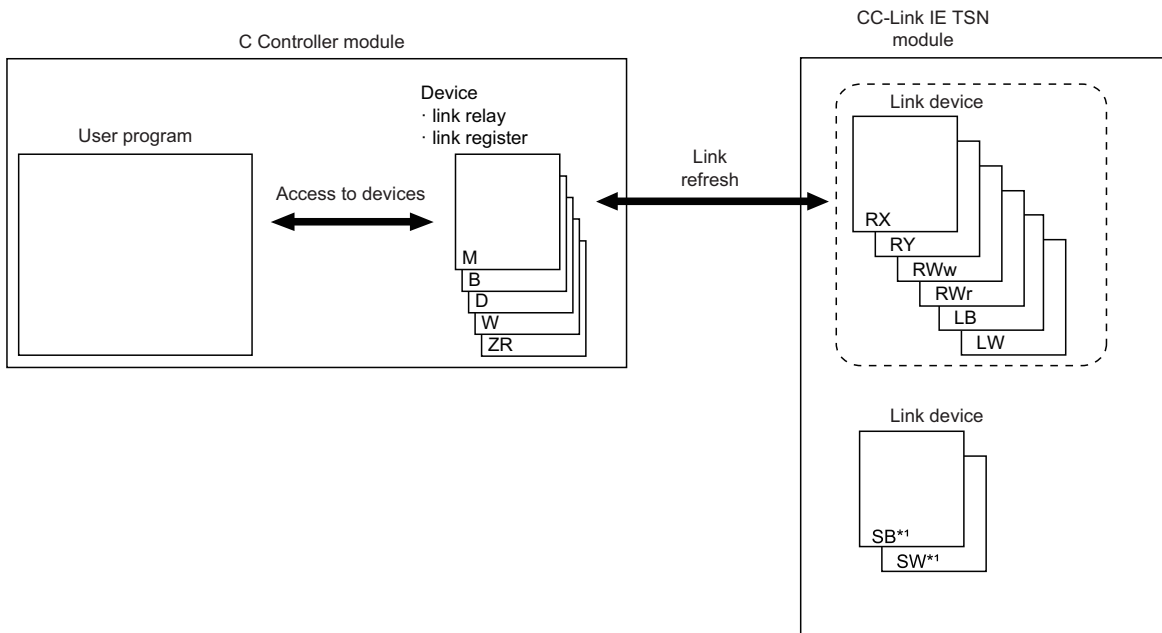 C Controller module
User program
Access to devices
Device
· link relay
· link register
M
B
D
W
ZR
Link
refresh
CC-Link IE TSN
module
Link device
RX
RY
RWw
RWr
LB
LW
Link device
SB*¹
SW*¹